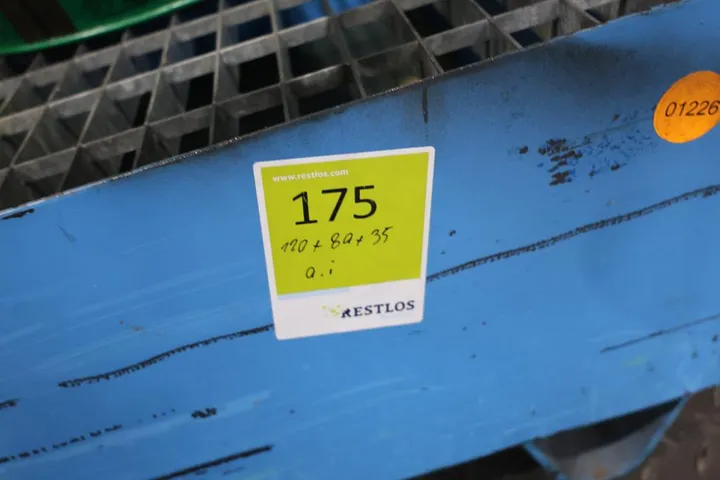 www.restlos.com
175
120 + 80 + 35
a.i
RESTLOS
01226